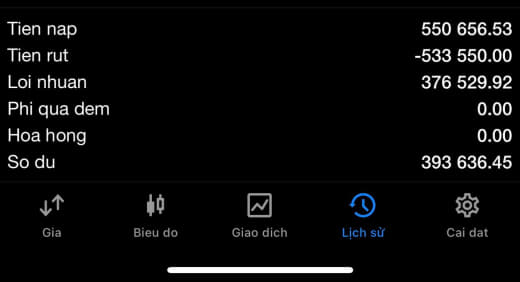 Tien nap 550 656.53
Tien rut -533 550.00
Loi nhuan 376 529.92
Phi qua dem 0.00
Hoa hong 0.00
So du 393 636.45
Gia Bieu do Giao dich Lịch sử Cai dat